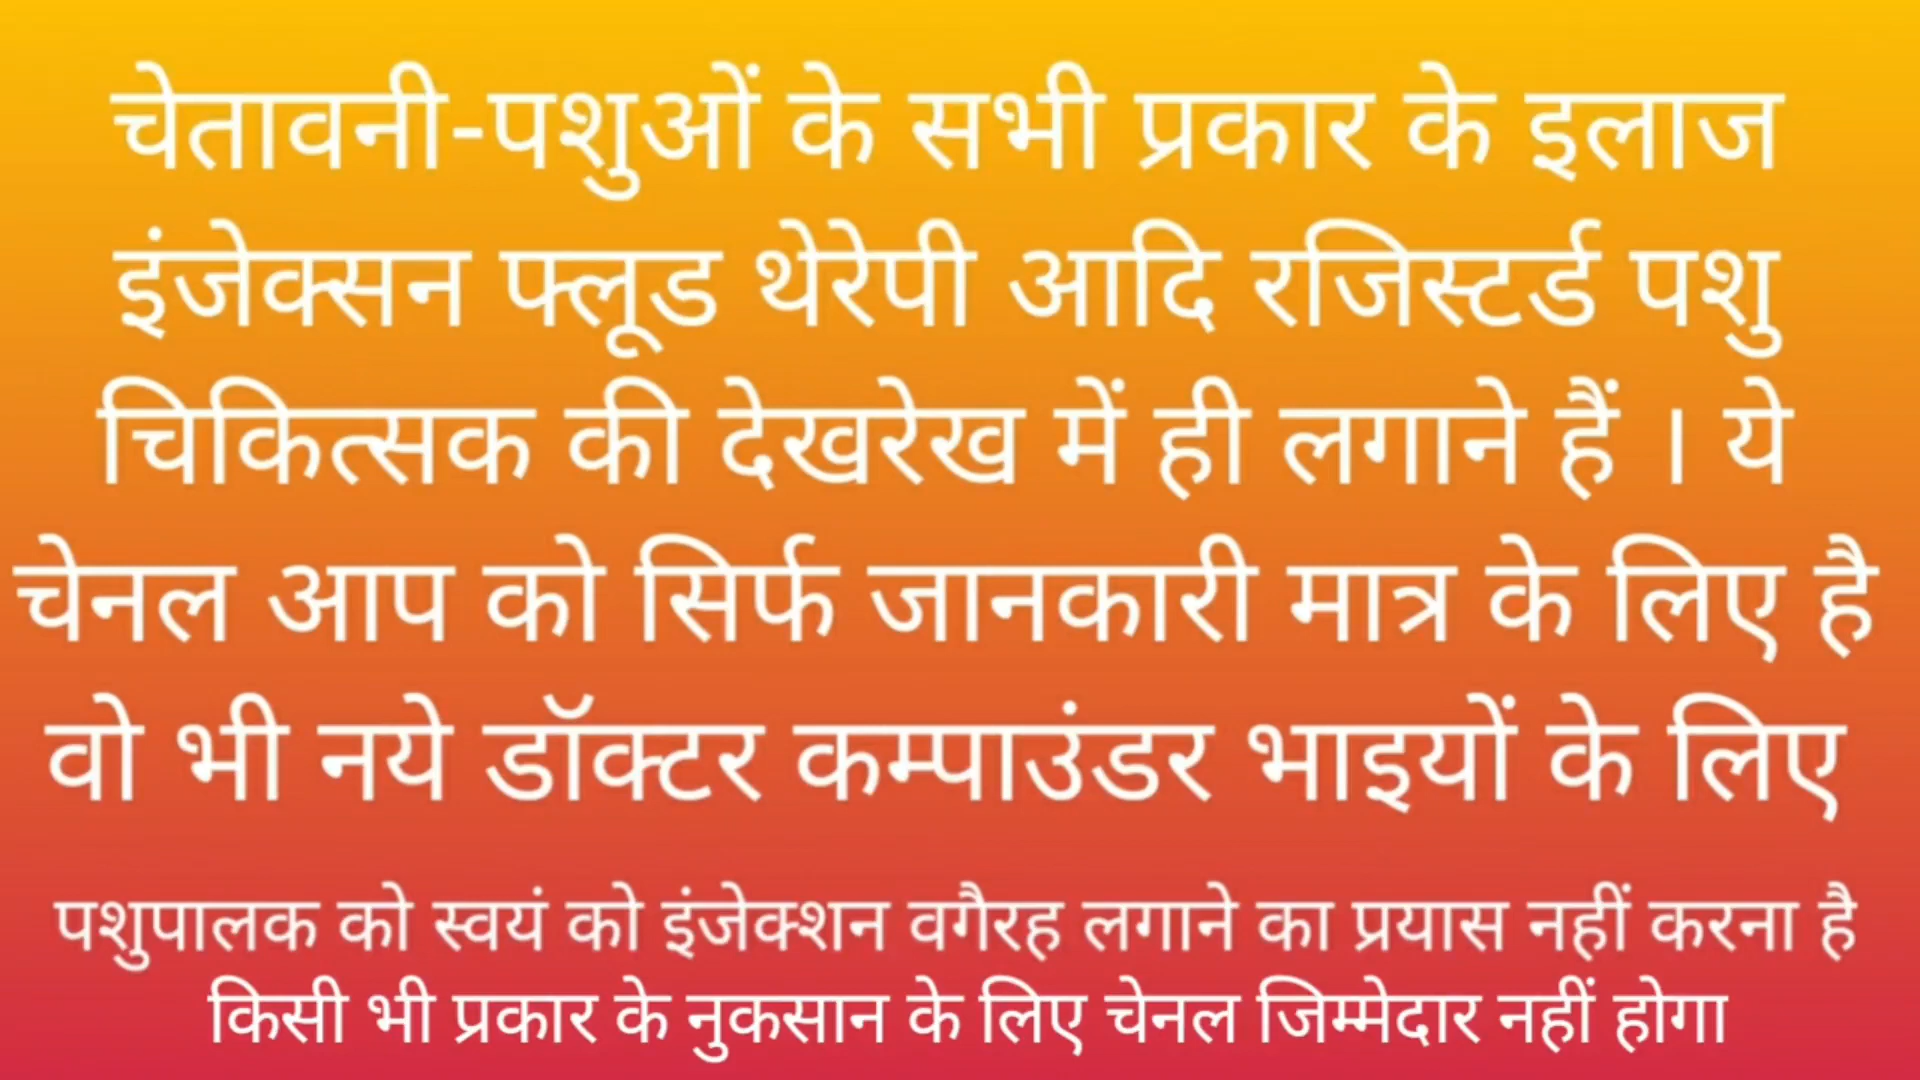 चेतावनी-पशुओं के सभी प्रकार के इलाज
इंजेक्सन फ्लूड थेरेपी आदि रजिस्टर्ड पशु
चिकित्सक की देखरेख में ही लगाने हैं । ये
चेनल आप को सिर्फ जानकारी मात्र के लिए है
वो भी नये डॉक्टर कम्पाउंडर भाइयों के लिए
पशुपालक को स्वयं को इंजेक्शन वगैरह लगाने का प्रयास नहीं करना है
किसी भी प्रकार के नुकसान के लिए चेनल जिम्मेदार नहीं होगा